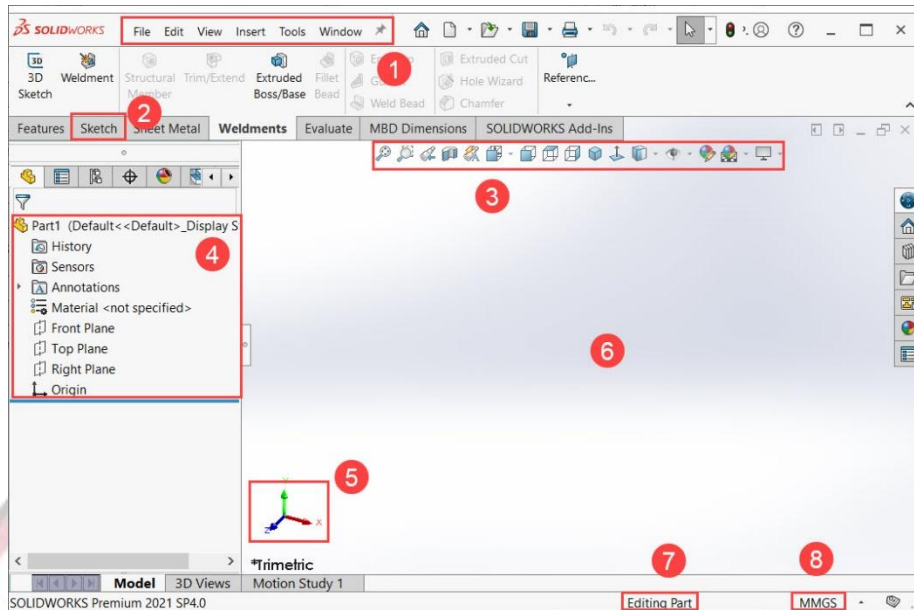 SOLIDWORKS File Edit View Insert Tools Window
3D Sketch
Weldment
Structural Member
Trim/Extend
Extruded Boss/Base
Fillet Bead
Weld Bead
Extruded Cut
Hole Wizard
Chamfer
Referenc...
1
2
Features Sketch Sheet Metal Weldments Evaluate MBD Dimensions SOLIDWORKS Add-Ins
3
Part1 (Default<<Default>_Display S
4
History
Sensors
Annotations
Material <not specified>
Front Plane
Top Plane
Right Plane
Origin
6
5
Y
X
Z
*Trimetric
7
8
Model 3D Views Motion Study 1
SOLIDWORKS Premium 2021 SP4.0 Editing Part MMGS